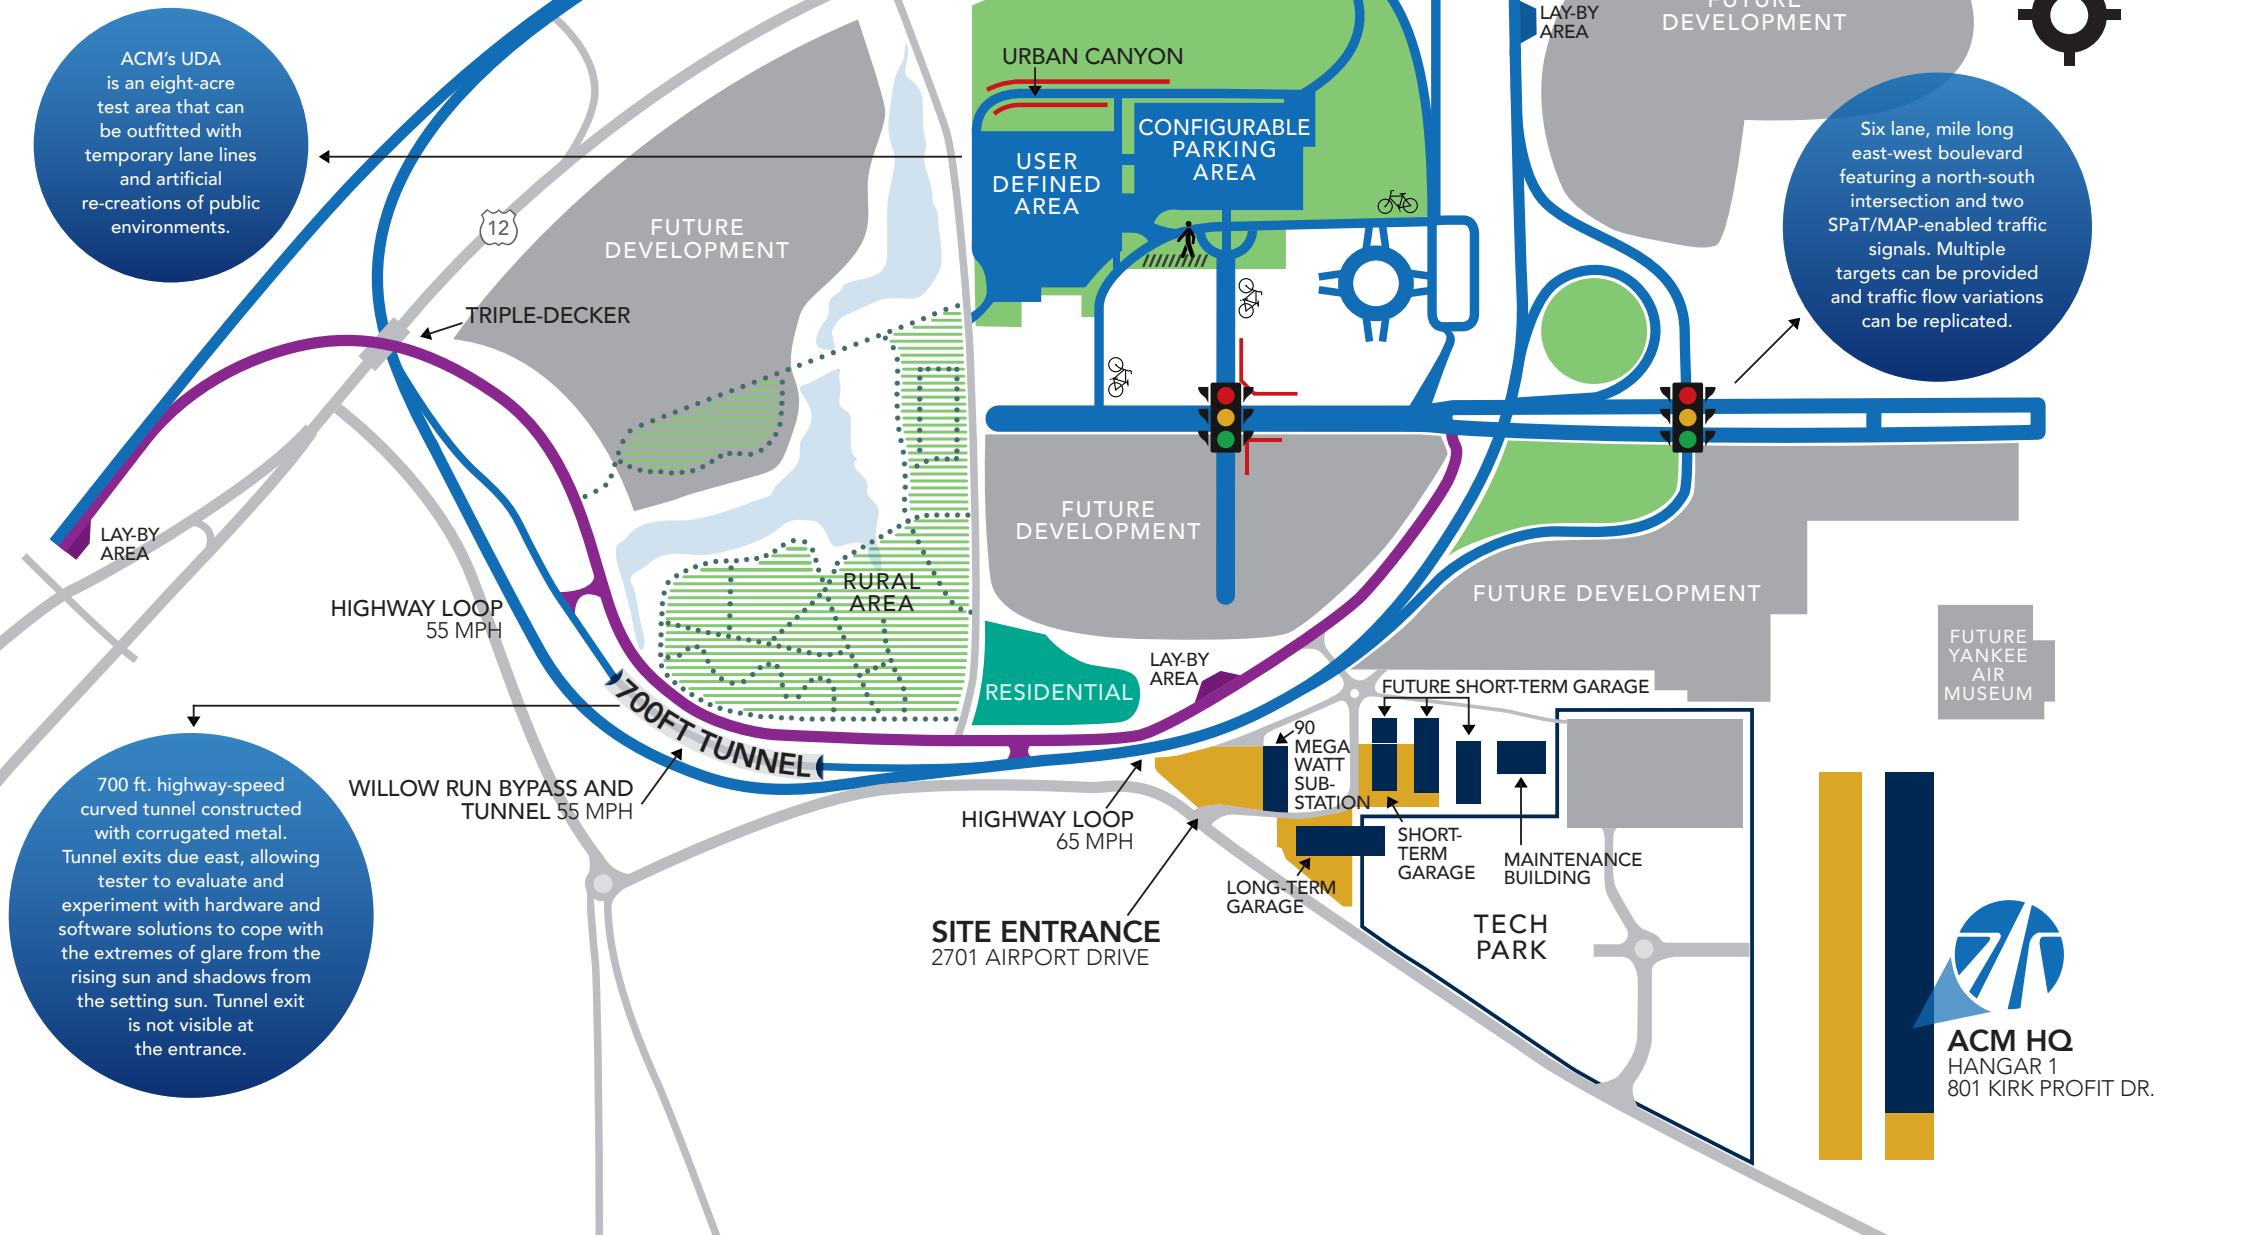 LAY-BY
AREA
FUTURE
DEVELOPMENT
ACM's UDA
is an eight-acre
test area that can
be outfitted with
temporary lane lines
and artificial
re-creations of public
environments.
URBAN CANYON
CONFIGURABLE
PARKING
AREA
USER
DEFINED
AREA
Six lane, mile long
east-west boulevard
featuring a north-south
intersection and two
SPaT/MAP-enabled traffic
signals. Multiple
targets can be provided
and traffic flow variations
can be replicated.
12
FUTURE
DEVELOPMENT
TRIPLE-DECKER
LAY-BY
AREA
FUTURE
DEVELOPMENT
RURAL
AREA
FUTURE DEVELOPMENT
HIGHWAY LOOP
55 MPH
FUTURE
YANKEE
AIR
MUSEUM
LAY-BY
AREA
RESIDENTIAL
FUTURE SHORT-TERM GARAGE
700FT TUNNEL
90
MEGA
WATT
SUB-
STATION
WILLOW RUN BYPASS AND
TUNNEL 55 MPH
HIGHWAY LOOP
65 MPH
SHORT-
TERM
GARAGE
MAINTENANCE
BUILDING
LONG-TERM
GARAGE
700 ft. highway-speed
curved tunnel constructed
with corrugated metal.
Tunnel exits due east, allowing
tester to evaluate and
experiment with hardware and
software solutions to cope with
the extremes of glare from the
rising sun and shadows from
the setting sun. Tunnel exit
is not visible at
the entrance.
SITE ENTRANCE
2701 AIRPORT DRIVE
TECH
PARK
ACM HQ
HANGAR 1
801 KIRK PROFIT DR.